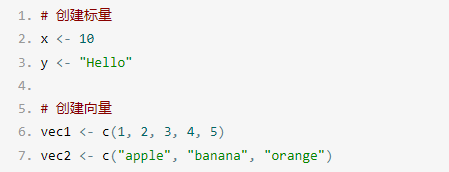 1. # 创建标量
2. x <- 10
3. y <- "Hello"
4.
5. # 创建向量
6. vec1 <- c(1, 2, 3, 4, 5)
7. vec2 <- c("apple", "banana", "orange")